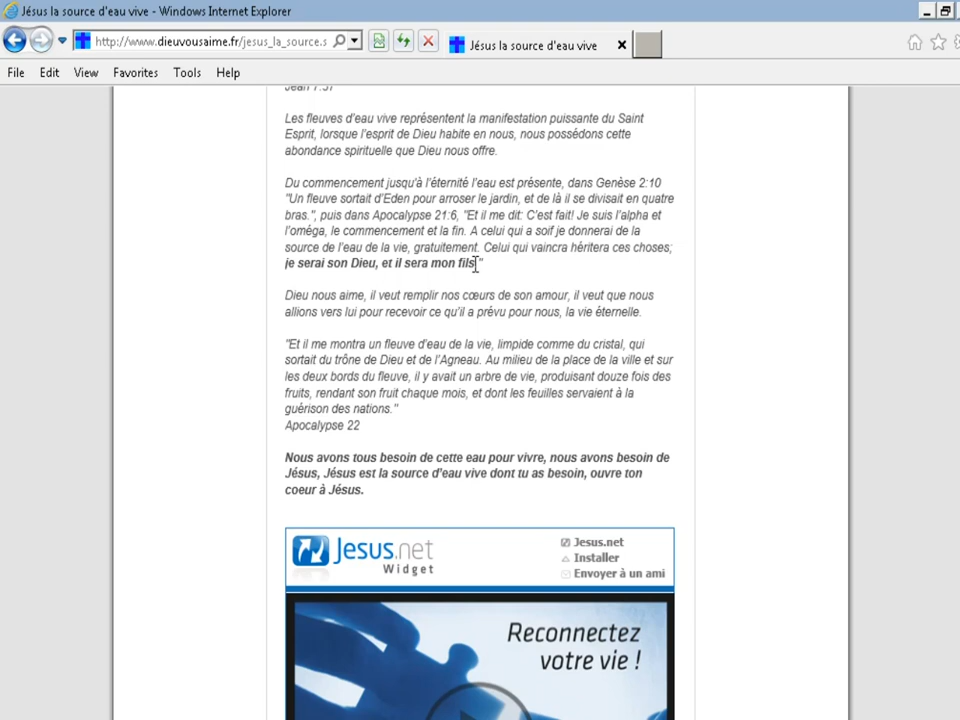 Jésus la source d'eau vive - Windows Internet Explorer
http://www.dieuvousaime.fr/jesus_la_source.s
Jésus la source d'eau vive
File Edit View Favorites Tools Help
Jean 7:37
Les fleuves d'eau vive représentent la manifestation puissante du Saint
Esprit, lorsque l'esprit de Dieu habite en nous, nous possédons cette
abondance spirituelle que Dieu nous offre.
Du commencement jusqu'à l'éternité l'eau est présente, dans Genèse 2:10
"Un fleuve sortait d'Eden pour arroser le jardin, et de là il se divisait en quatre
bras.", puis dans Apocalypse 21:6, "Et il me dit: C'est fait! Je suis l'alpha et
l'oméga, le commencement et la fin. A celui qui a soif je donnerai de la
source de l'eau de la vie, gratuitement. Celui qui vaincra héritera ces choses;
je serai son Dieu, et il sera mon fils."
Dieu nous aime, il veut remplir nos cœurs de son amour, il veut que nous
allions vers lui pour recevoir ce qu'il a prévu pour nous, la vie éternelle.
"Et il me montra un fleuve d'eau de la vie, limpide comme du cristal, qui
sortait du trône de Dieu et de l'Agneau. Au milieu de la place de la ville et sur
les deux bords du fleuve, il y avait un arbre de vie, produisant douze fois des
fruits, rendant son fruit chaque mois, et dont les feuilles servaient à la
guérison des nations."
Apocalypse 22
Nous avons tous besoin de cette eau pour vivre, nous avons besoin de
Jésus, Jésus est la source d'eau vive dont tu as besoin, ouvre ton
coeur à Jésus.
Jesus.net
Widget
Jesus.net
Installer
Envoyer à un ami
Reconnectez
votre vie !